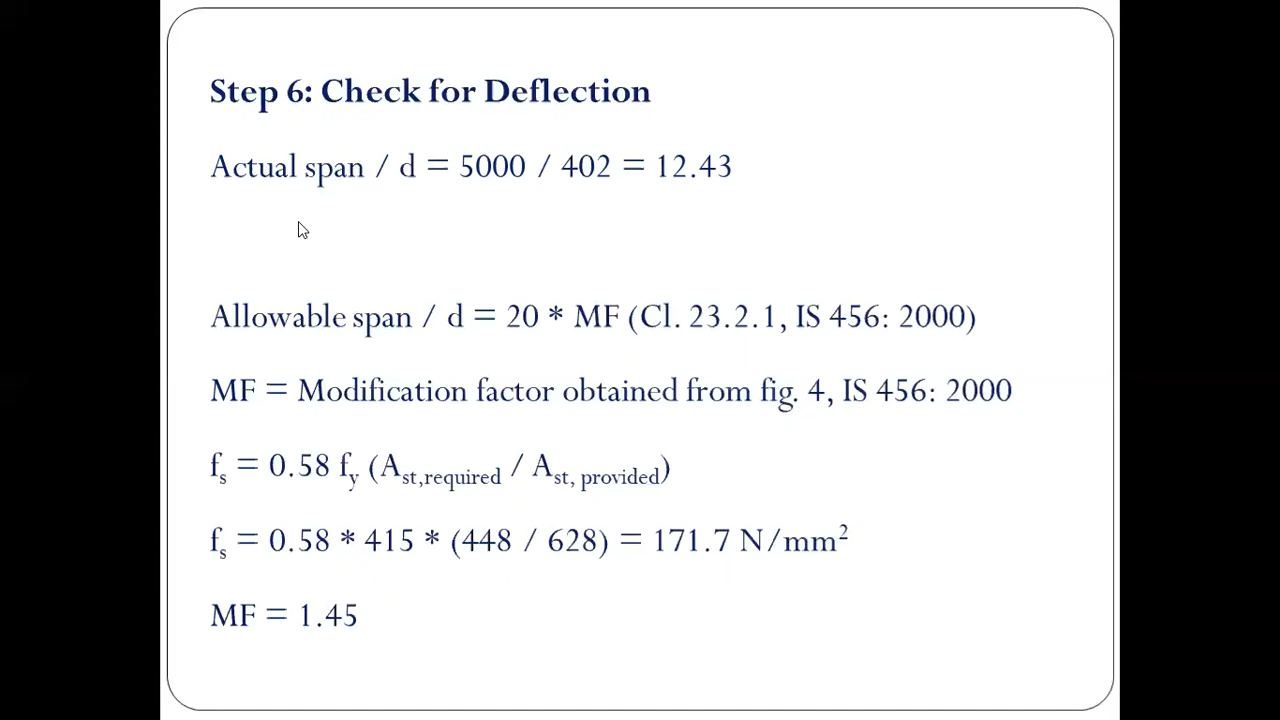 Step 6: Check for Deflection
Actual span / d = 5000 / 402 = 12.43
Allowable span / d = 20 * MF (Cl. 23.2.1, IS 456: 2000)
MF = Modification factor obtained from fig. 4, IS 456: 2000
fs = 0.58 fy (Ast,required / Ast, provided)
fs = 0.58 * 415 * (448 / 628) = 171.7 N/mm²
MF = 1.45